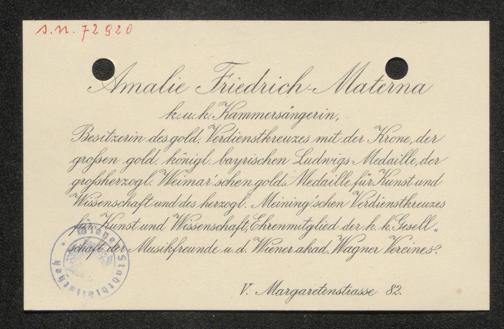 s.n. 72920
Amalie Friedrich-Materna
k. u. k. Kammersängerin,
Besitzerin des gold. Verdienstkreuzes mit der Krone, der
großen gold. königl. bayrischen Ludwigs Medaille, der
großherzogl. Weimar'schen gold. Medaille für Kunst und
Wissenschaft und des herzogl. Meining'schen Verdienstkreuzes
für Kunst und Wissenschaft, Ehrenmitglied der k. k. Gesell-
schaft der Musikfreunde u. d. Wiener akad. Wagner Vereines.
V. Margaretenstrasse 82.